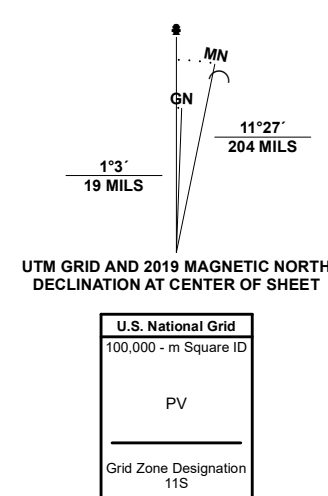 MN
GN
11°27´
204 MILS
1°3´
19 MILS
UTM GRID AND 2019 MAGNETIC NORTH
DECLINATION AT CENTER OF SHEET
U.S. National Grid
100,000 - m Square ID
PV
Grid Zone Designation
11S